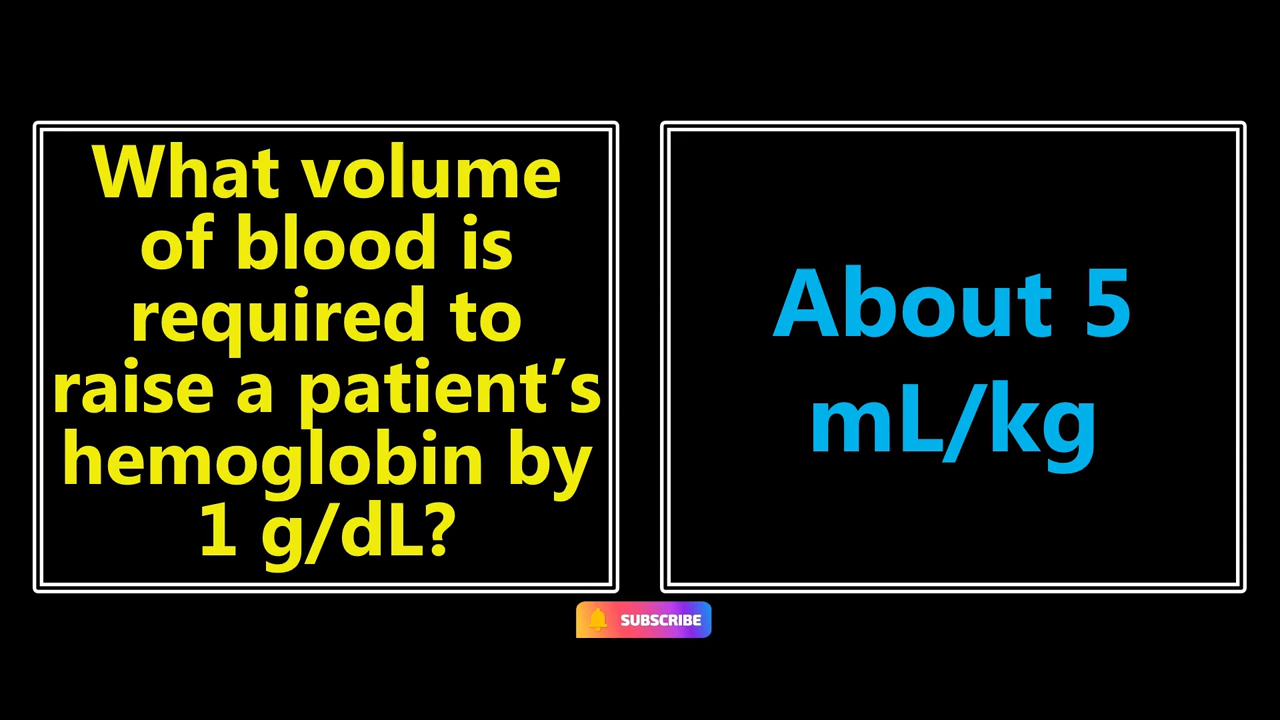 What volume
of blood is
required to
raise a patient’s
hemoglobin by
1 g/dL?
About 5
mL/kg
SUBSCRIBE